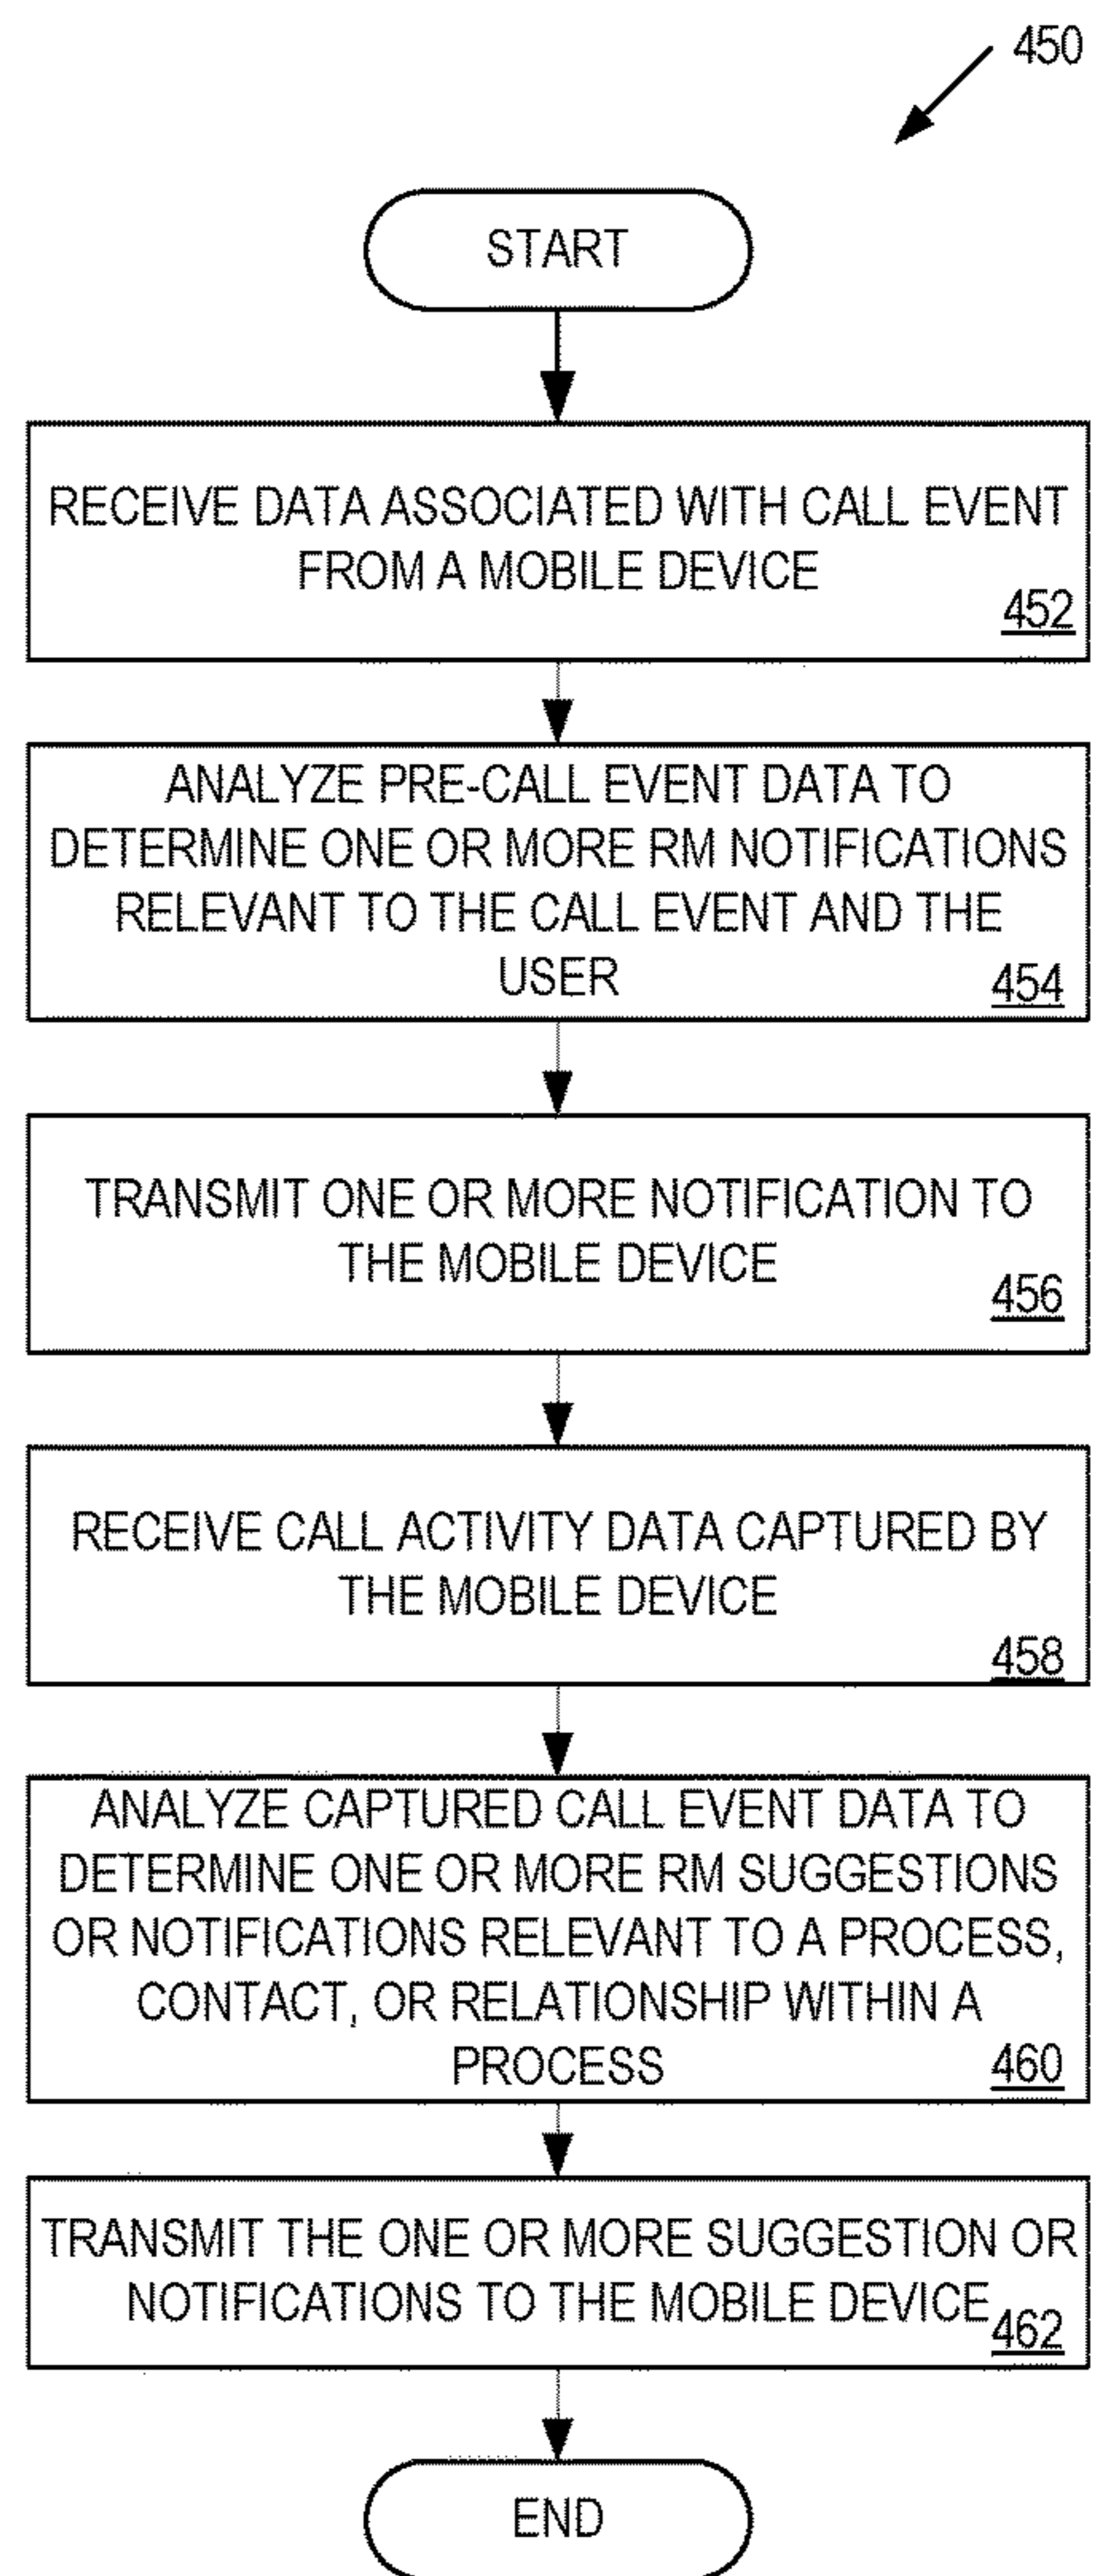 450
START
RECEIVE DATA ASSOCIATED WITH CALL EVENT
FROM A MOBILE DEVICE
452
ANALYZE PRE-CALL EVENT DATA TO
DETERMINE ONE OR MORE RM NOTIFICATIONS
RELEVANT TO THE CALL EVENT AND THE
USER
454
TRANSMIT ONE OR MORE NOTIFICATION TO
THE MOBILE DEVICE
456
RECEIVE CALL ACTIVITY DATA CAPTURED BY
THE MOBILE DEVICE
458
ANALYZE CAPTURED CALL EVENT DATA TO
DETERMINE ONE OR MORE RM SUGGESTIONS
OR NOTIFICATIONS RELEVANT TO A PROCESS,
CONTACT, OR RELATIONSHIP WITHIN A
PROCESS
460
TRANSMIT THE ONE OR MORE SUGGESTION OR
NOTIFICATIONS TO THE MOBILE DEVICE
462
END